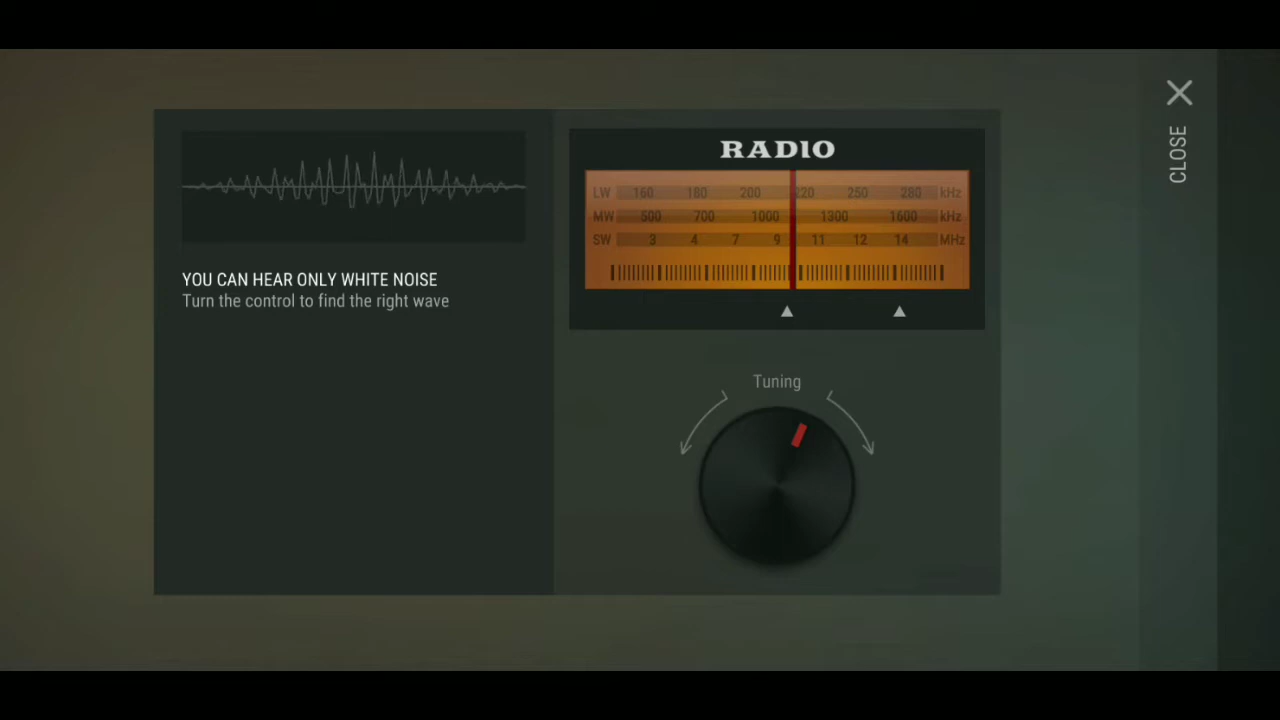 RADIO
LW 160 180 200 220 250 280 kHz
MW 500 700 1000 1300 1600 kHz
SW 3 4 7 9 11 12 14 MHz
YOU CAN HEAR ONLY WHITE NOISE
Turn the control to find the right wave
Tuning
CLOSE